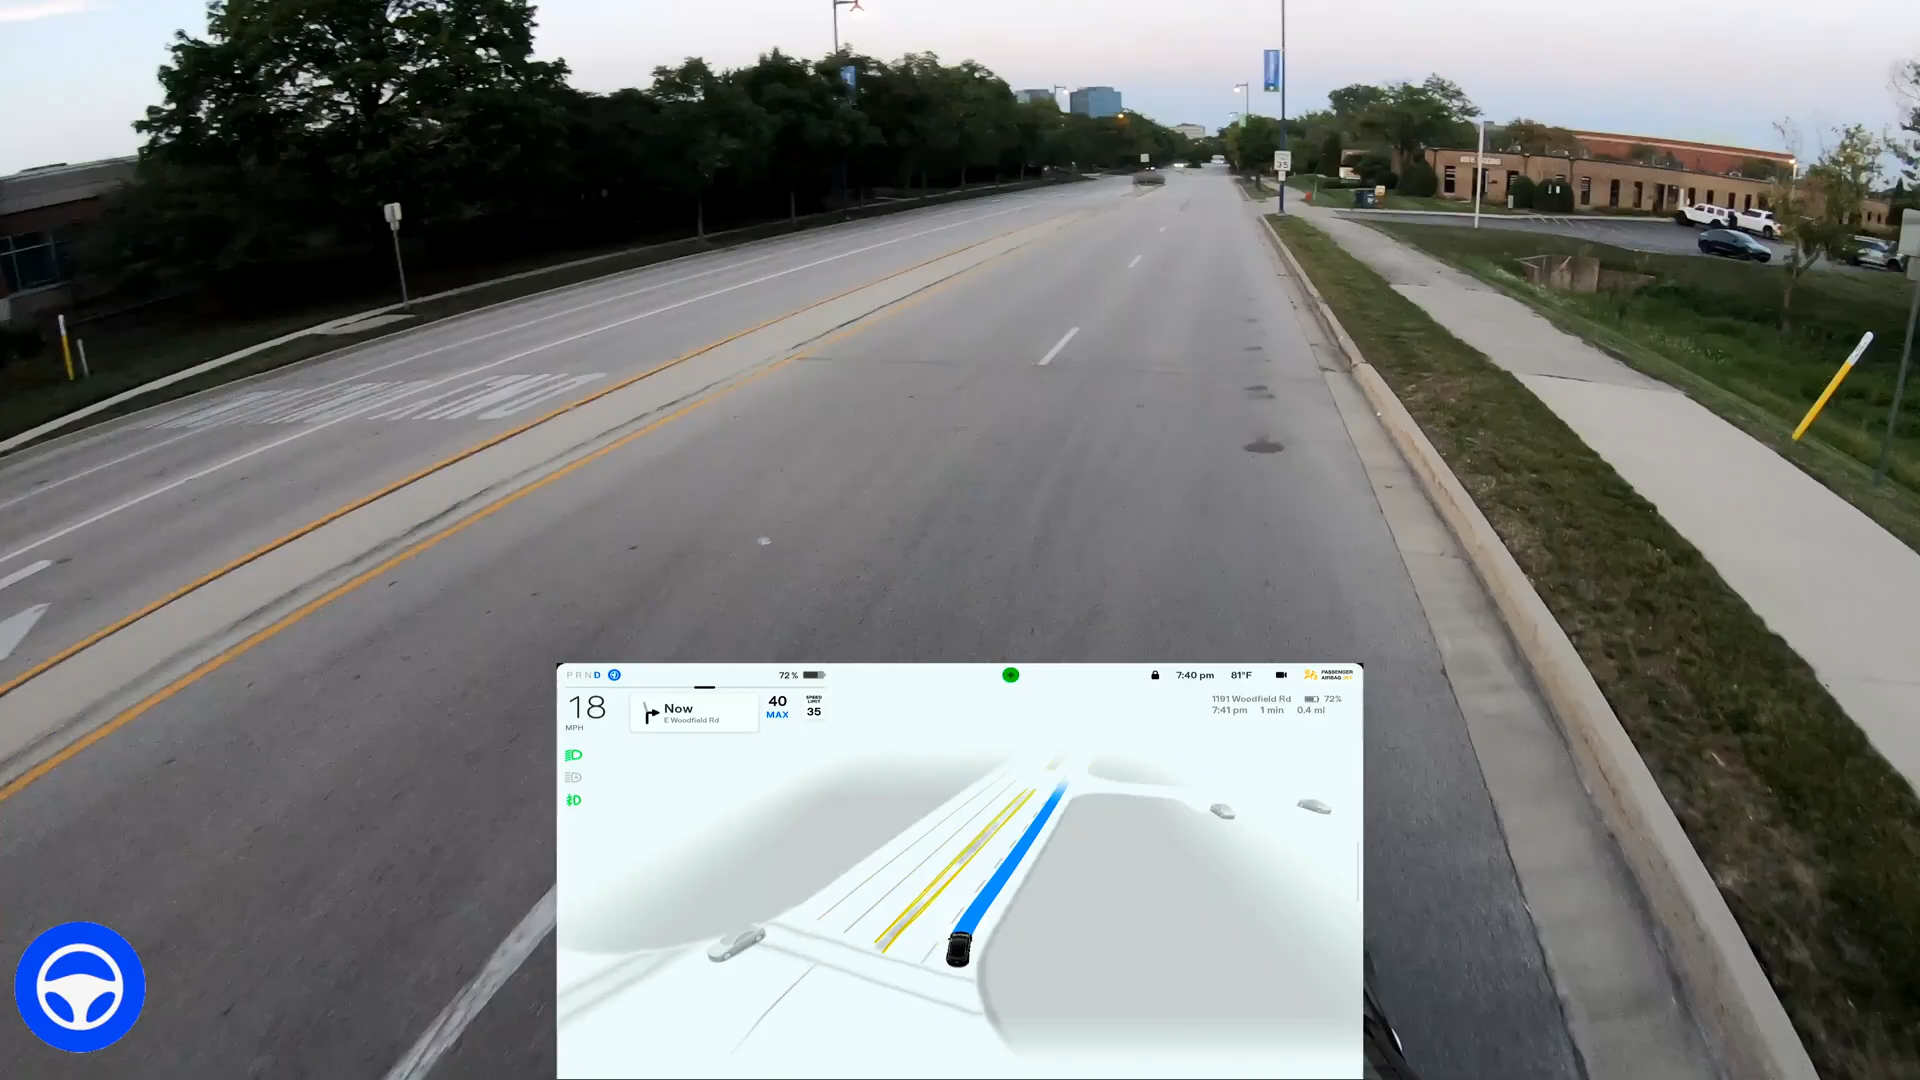 35
P R N D
72 %
7:40 pm
81°F
PASSENGER
AIRBAG OFF
18
MPH
Now
E Woodfield Rd
40
MAX
SPEED
LIMIT
35
1191 Woodfield Rd
72%
7:41 pm
1 min
0.4 mi